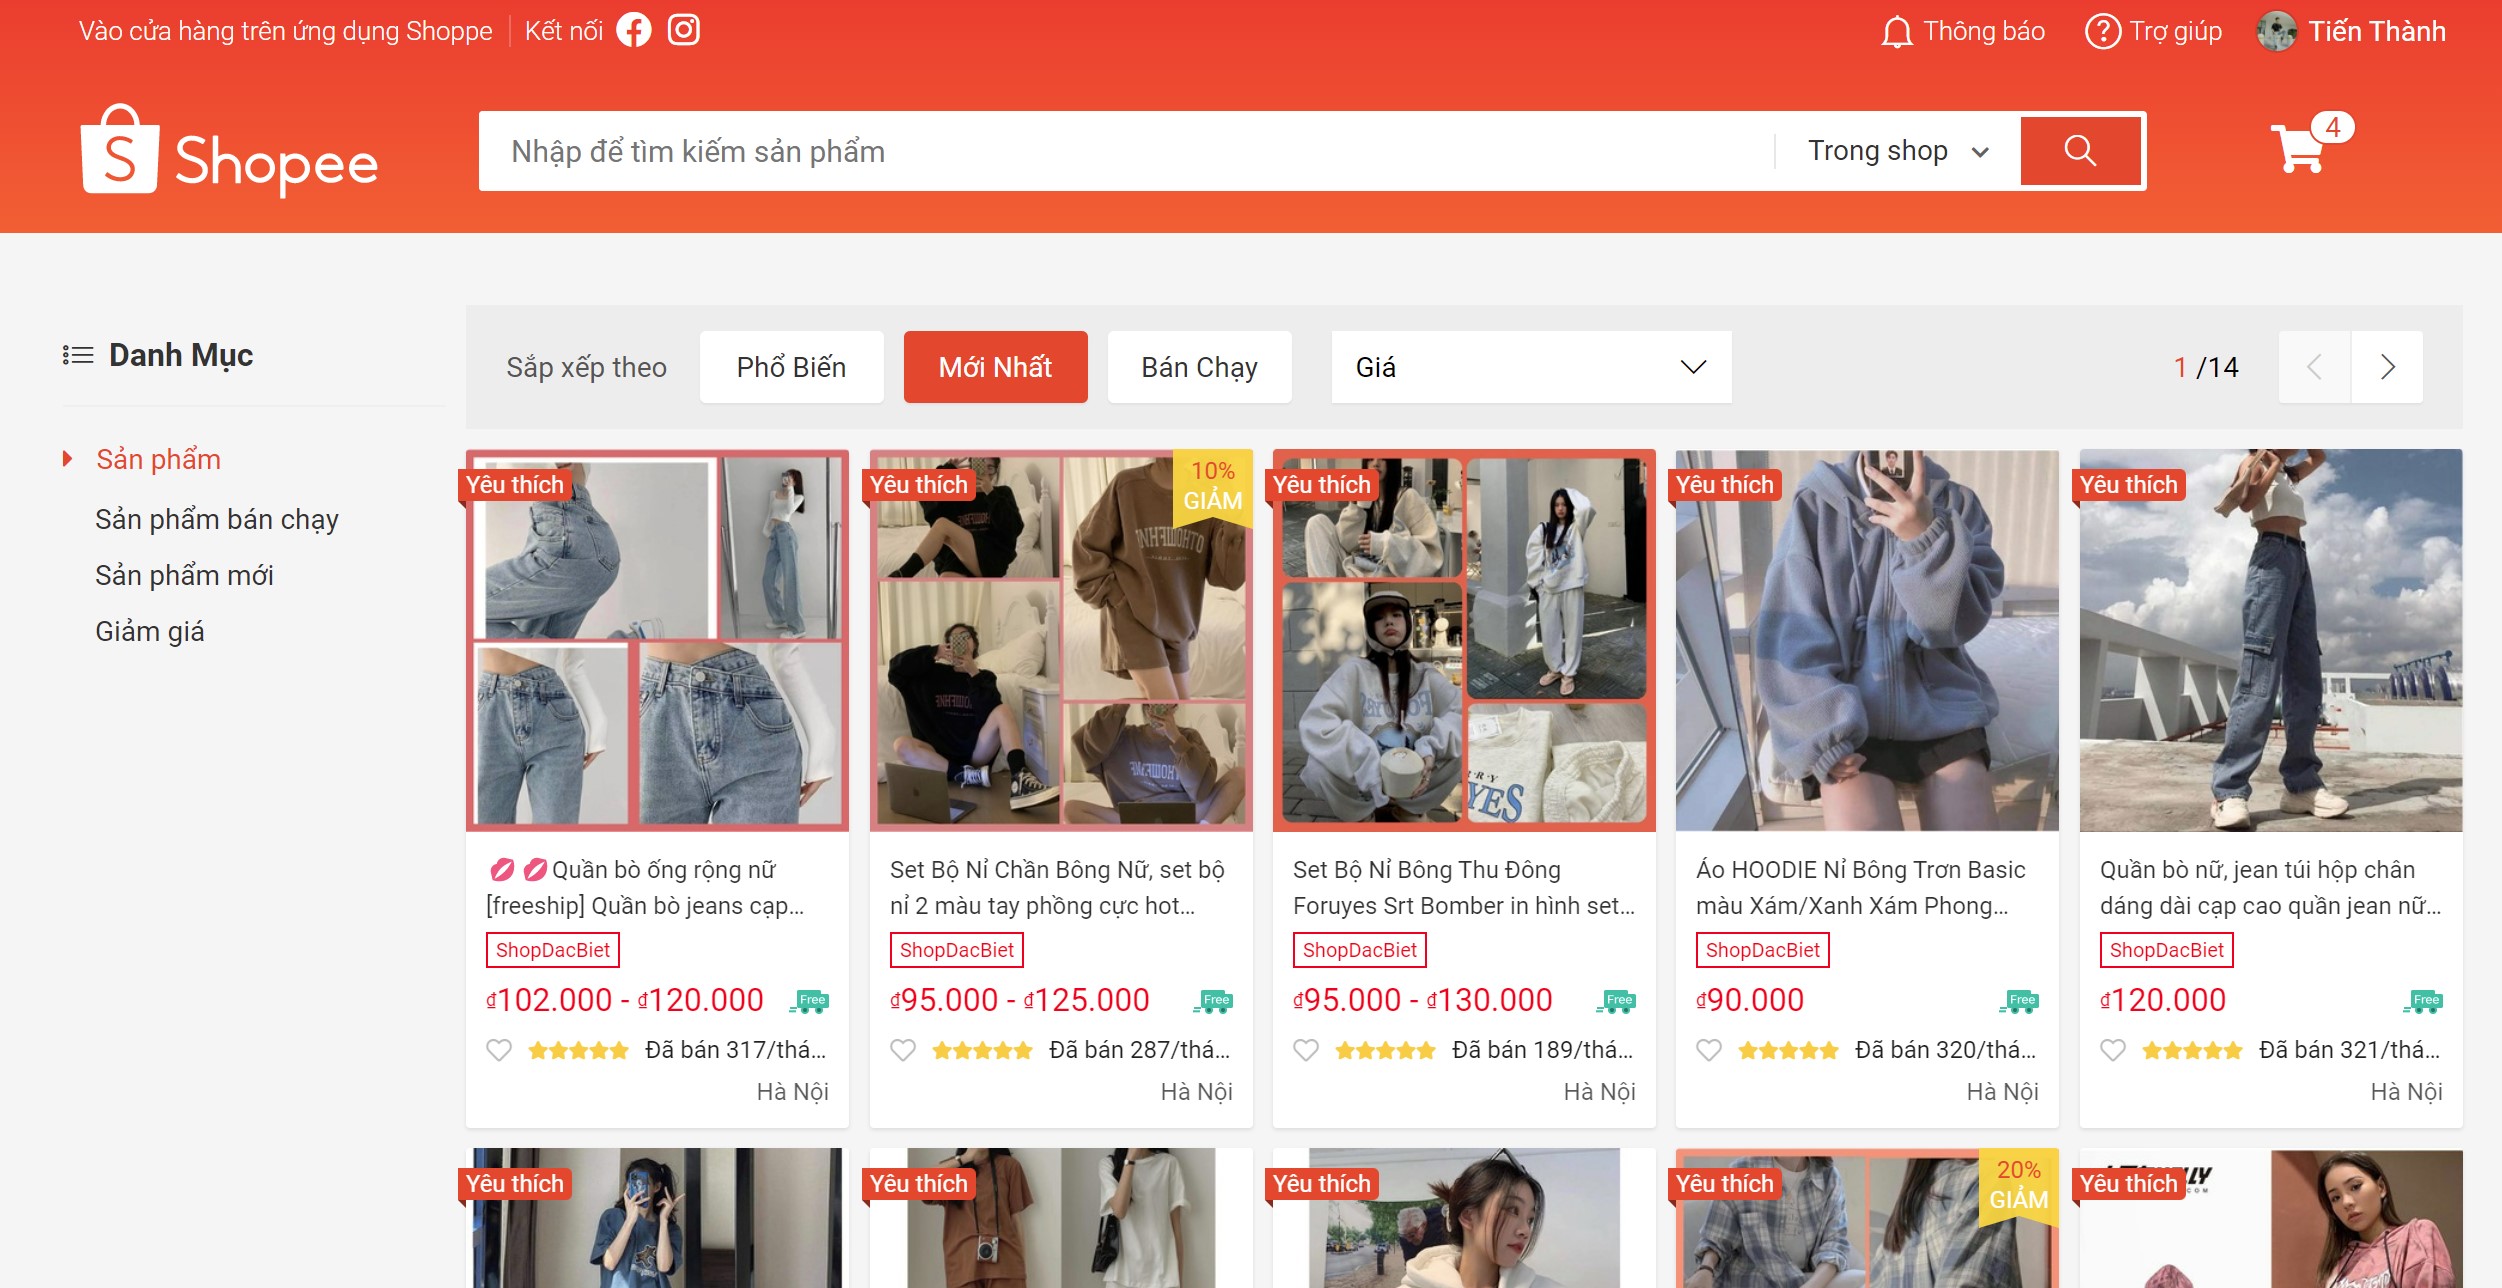 Vào cửa hàng trên ứng dụng Shoppe
Kết nối
Thông báo
Trợ giúp
Tiến Thành
S Shopee
Nhập để tìm kiếm sản phẩm
Trong shop
4
Danh Mục
Sản phẩm
Sản phẩm bán chạy
Sản phẩm mới
Giảm giá
Sắp xếp theo
Phổ Biến
Mới Nhất
Bán Chạy
Giá
1 /14
Yêu thích
Quần bò ống rộng nữ
[freeship] Quần bò jeans cạp...
ShopDacBiet
₫102.000 - ₫120.000
Free
Đã bán 317/thá...
Hà Nội
Yêu thích
10%
GIẢM
Set Bộ Nỉ Chần Bông Nữ, set bộ
nỉ 2 màu tay phồng cực hot...
ShopDacBiet
₫95.000 - ₫125.000
Free
Đã bán 287/thá...
Hà Nội
Yêu thích
YES
Set Bộ Nỉ Bông Thu Đông
Foruyes Srt Bomber in hình set...
ShopDacBiet
₫95.000 - ₫130.000
Free
Đã bán 189/thá...
Hà Nội
Yêu thích
Áo HOODIE Nỉ Bông Trơn Basic
màu Xám/Xanh Xám Phong...
ShopDacBiet
₫90.000
Free
Đã bán 320/thá...
Hà Nội
Yêu thích
Quần bò nữ, jean túi hộp chân
dáng dài cạp cao quần jean nữ...
ShopDacBiet
₫120.000
Free
Đã bán 321/thá...
Hà Nội
Yêu thích
Yêu thích
Yêu thích
Yêu thích
20%
GIẢM
Yêu thích